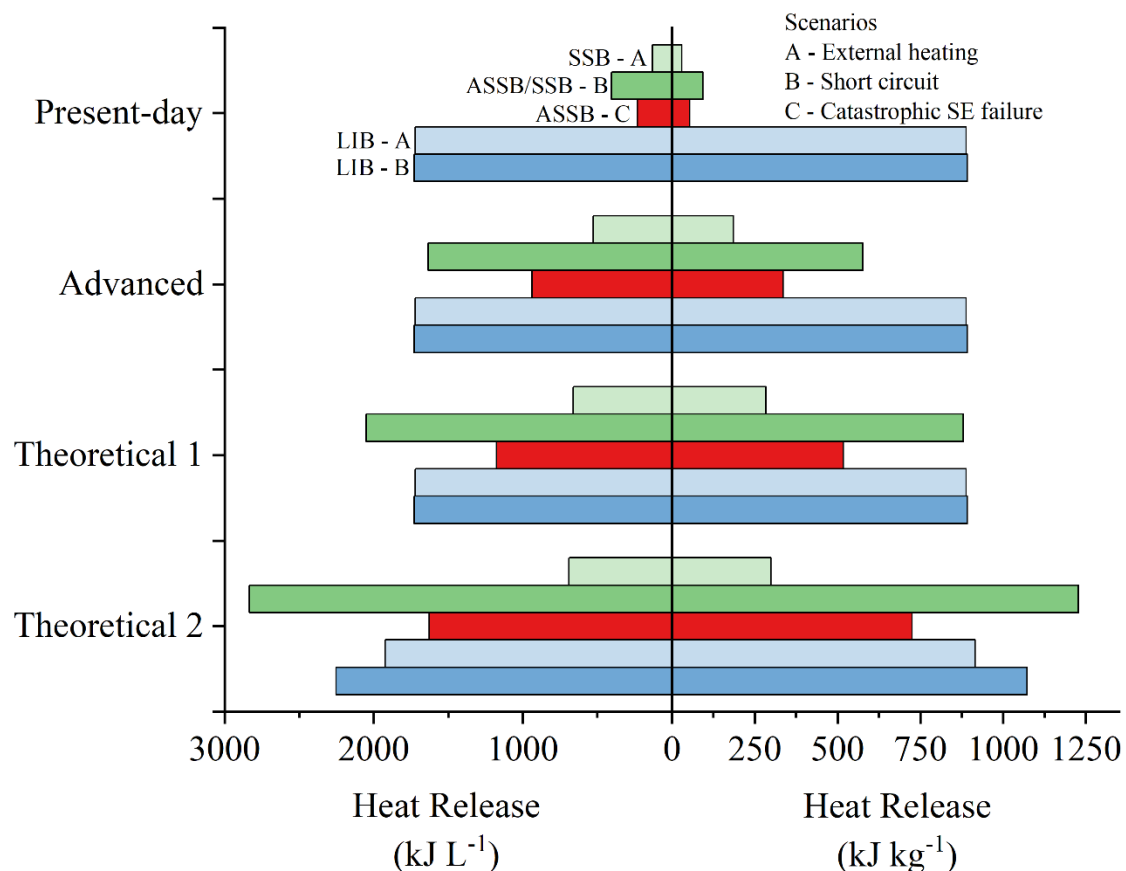 Scenarios
A - External heating
B - Short circuit
C - Catastrophic SE failure
SSB - A
ASSB/SSB - B
ASSB - C
LIB - A
LIB - B
Present-day
Advanced
Theoretical 1
Theoretical 2
3000 2000 1000 0 250 500 750 1000 1250
Heat Release
(kJ L⁻¹)
Heat Release
(kJ kg⁻¹)